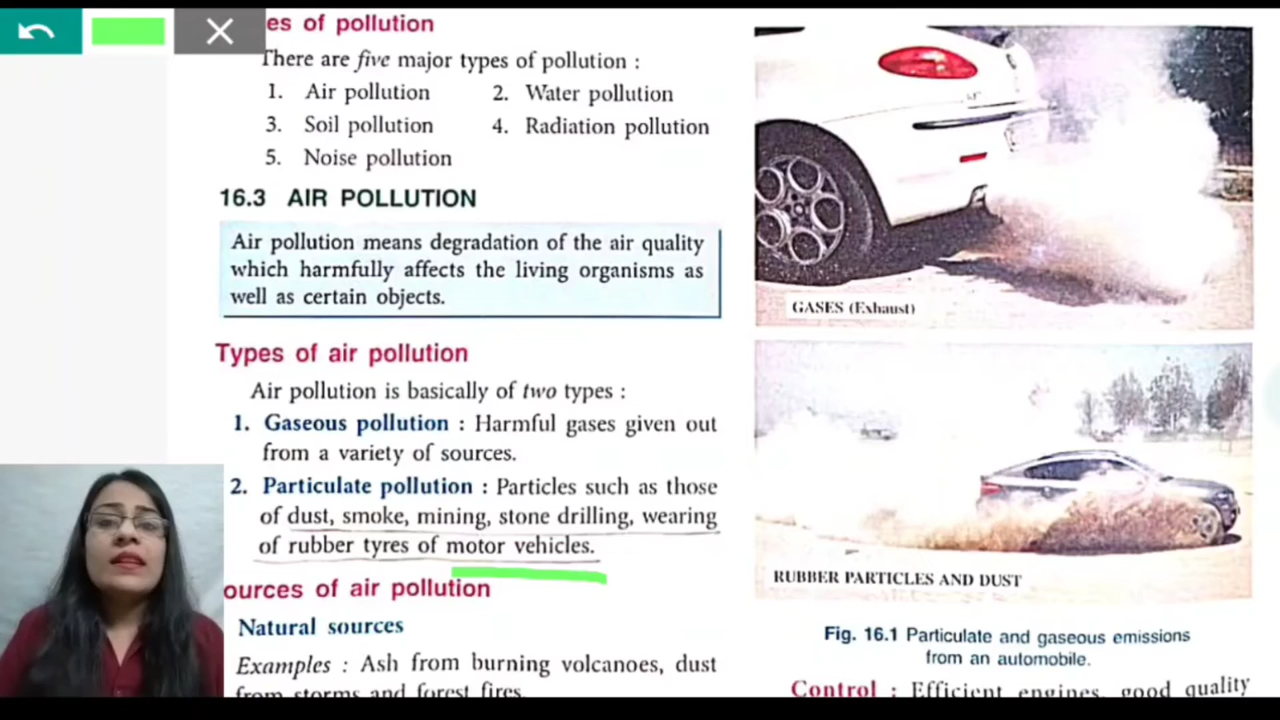 es of pollution
There are five major types of pollution :
1. Air pollution 2. Water pollution
3. Soil pollution 4. Radiation pollution
5. Noise pollution
16.3 AIR POLLUTION
Air pollution means degradation of the air quality
which harmfully affects the living organisms as
well as certain objects.
Types of air pollution
Air pollution is basically of two types :
1. Gaseous pollution : Harmful gases given out
from a variety of sources.
2. Particulate pollution : Particles such as those
of dust, smoke, mining, stone drilling, wearing
of rubber tyres of motor vehicles.
ources of air pollution
Natural sources
Examples : Ash from burning volcanoes, dust
from storms and forest fires.
GASES (Exhaust)
RUBBER PARTICLES AND DUST
Fig. 16.1 Particulate and gaseous emissions
from an automobile.
Control : Efficient engines, good quality